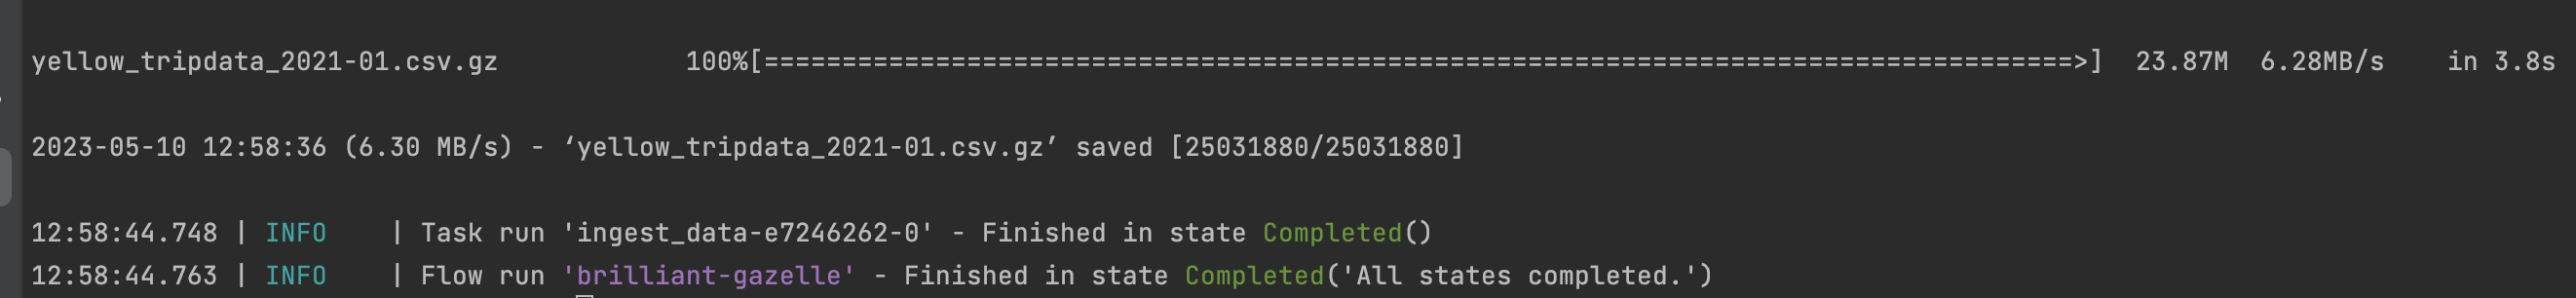 yellow_tripdata_2021-01.csv.gz 100%[====================================================================================>] 23.87M 6.28MB/s in 3.8s
2023-05-10 12:58:36 (6.30 MB/s) - ‘yellow_tripdata_2021-01.csv.gz’ saved [25031880/25031880]
12:58:44.748 | INFO | Task run 'ingest_data-e7246262-0' - Finished in state Completed()
12:58:44.763 | INFO | Flow run 'brilliant-gazelle' - Finished in state Completed('All states completed.')